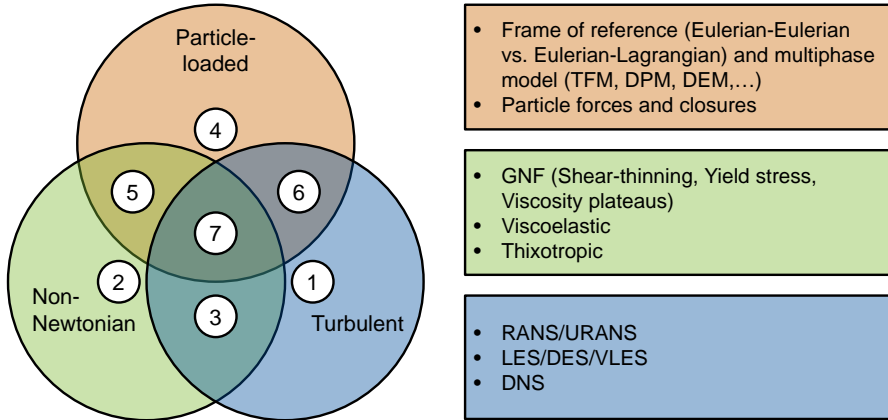 Particle-
loaded
4
5
6
7
2
1
Non-
Newtonian
3
Turbulent
• Frame of reference (Eulerian-Eulerian
vs. Eulerian-Lagrangian) and multiphase
model (TFM, DPM, DEM,…)
• Particle forces and closures
• GNF (Shear-thinning, Yield stress,
Viscosity plateaus)
• Viscoelastic
• Thixotropic
• RANS/URANS
• LES/DES/VLES
• DNS